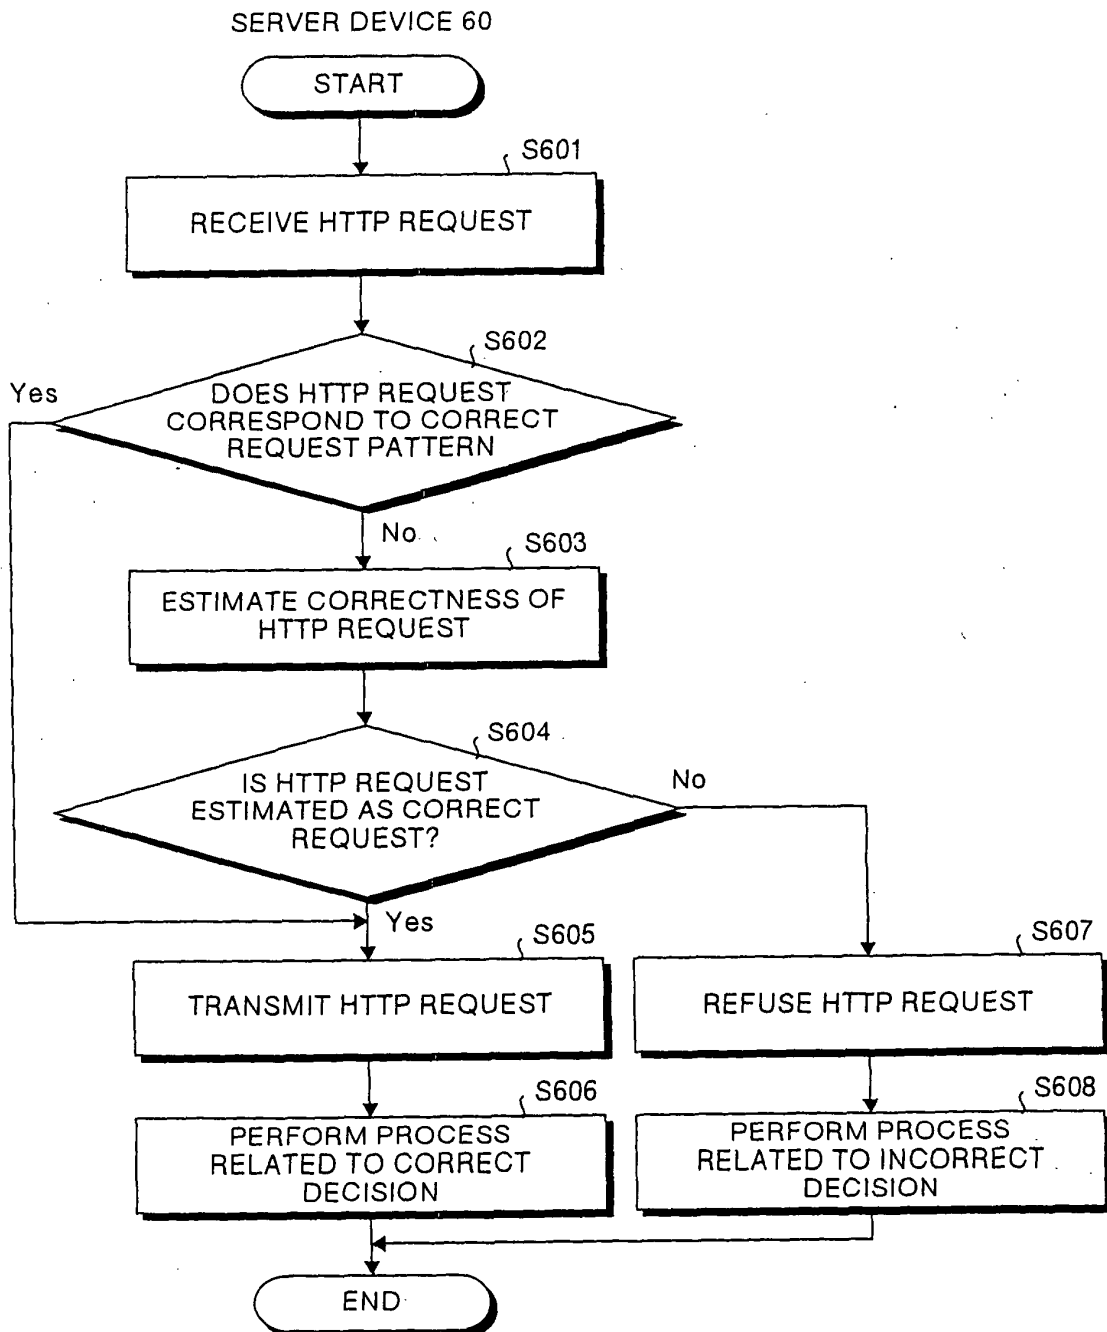 SERVER DEVICE 60
START
S601
RECEIVE HTTP REQUEST
S602
Yes
DOES HTTP REQUEST
CORRESPOND TO CORRECT
REQUEST PATTERN
No
S603
ESTIMATE CORRECTNESS OF
HTTP REQUEST
S604
IS HTTP REQUEST
ESTIMATED AS CORRECT
REQUEST?
No
Yes
S605
TRANSMIT HTTP REQUEST
S607
REFUSE HTTP REQUEST
S606
PERFORM PROCESS
RELATED TO CORRECT
DECISION
S608
PERFORM PROCESS
RELATED TO INCORRECT
DECISION
END